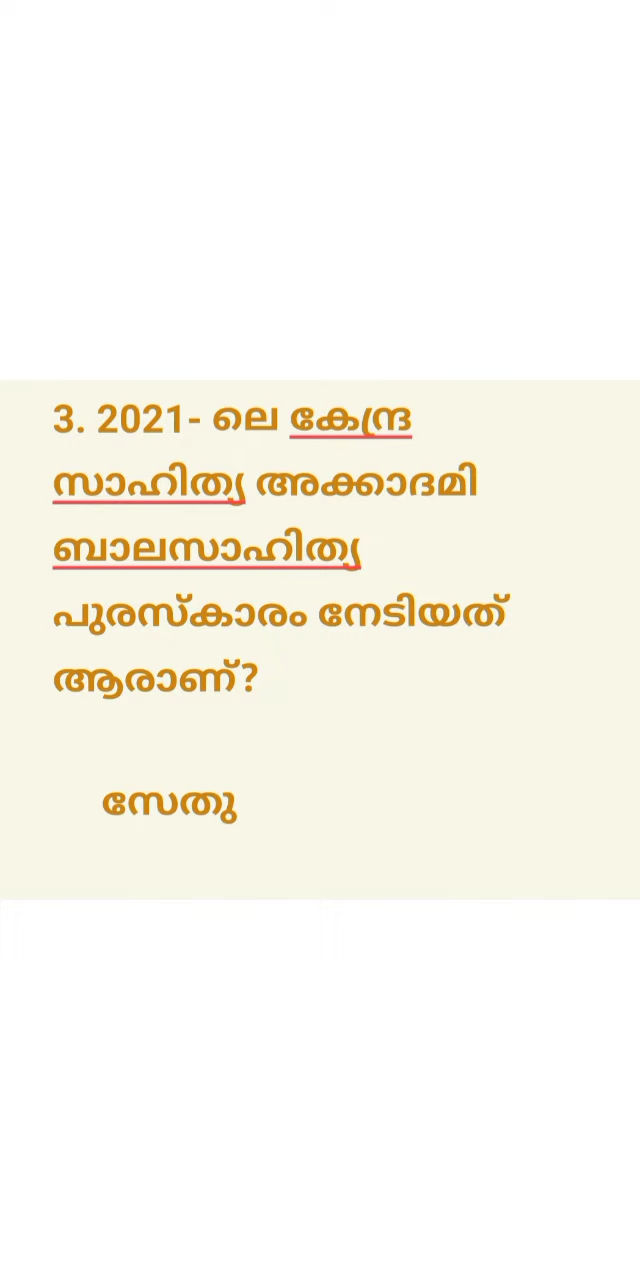 3. 2021- ലെ കേന്ദ്ര
സാഹിത്യ അക്കാദമി
ബാലസാഹിത്യ
പുരസ്കാരം നേടിയത്
ആരാണ്?
സേതു